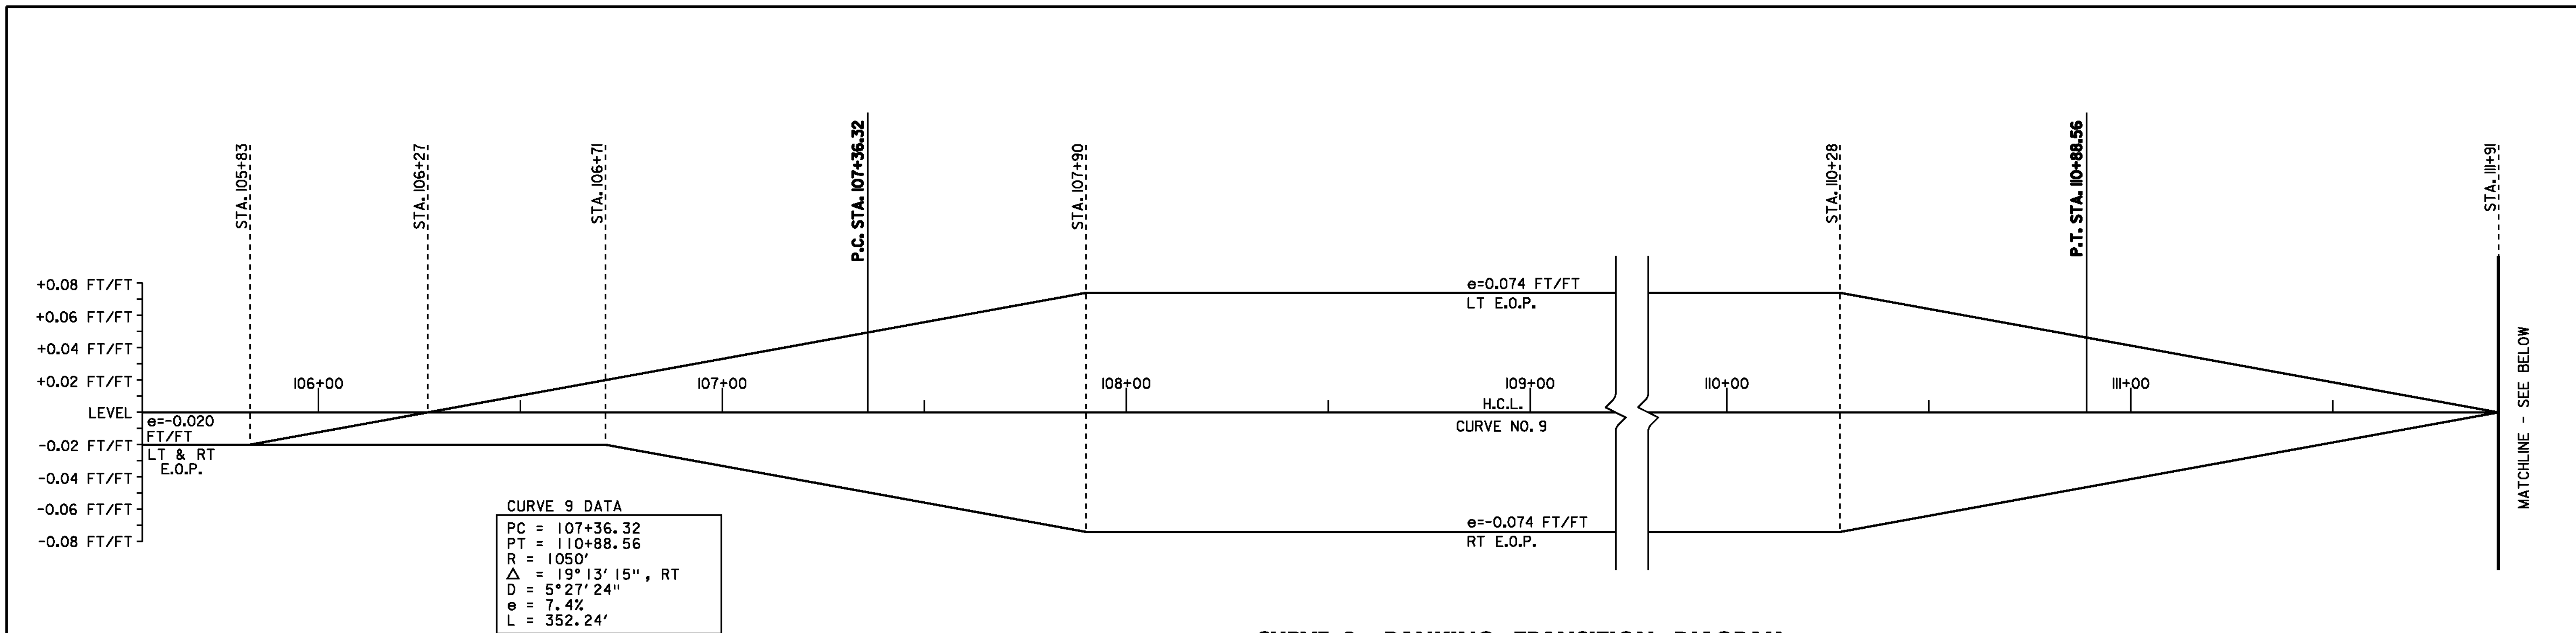 STA. 105+83
STA. 106+27
STA. 106+71
P.C. STA. 107+36.32
STA. 107+90
STA. 110+28
P.T. STA. 110+88.56
STA. 111+91
+0.08 FT/FT
+0.06 FT/FT
+0.04 FT/FT
+0.02 FT/FT
LEVEL
-0.02 FT/FT
-0.04 FT/FT
-0.06 FT/FT
-0.08 FT/FT
e=-0.020
FT/FT
LT & RT
E.O.P.
106+00
107+00
108+00
109+00
110+00
111+00
e=0.074 FT/FT
LT E.O.P.
H.C.L.
CURVE NO. 9
e=-0.074 FT/FT
RT E.O.P.
MATCHLINE - SEE BELOW
CURVE 9 DATA
PC = 107+36.32
PT = 110+88.56
R = 1050'
Δ = 19°13'15", RT
D = 5°27'24"
e = 7.4%
L = 352.24'
CURVE 9 BANKING TRANSITION DIAGRAM